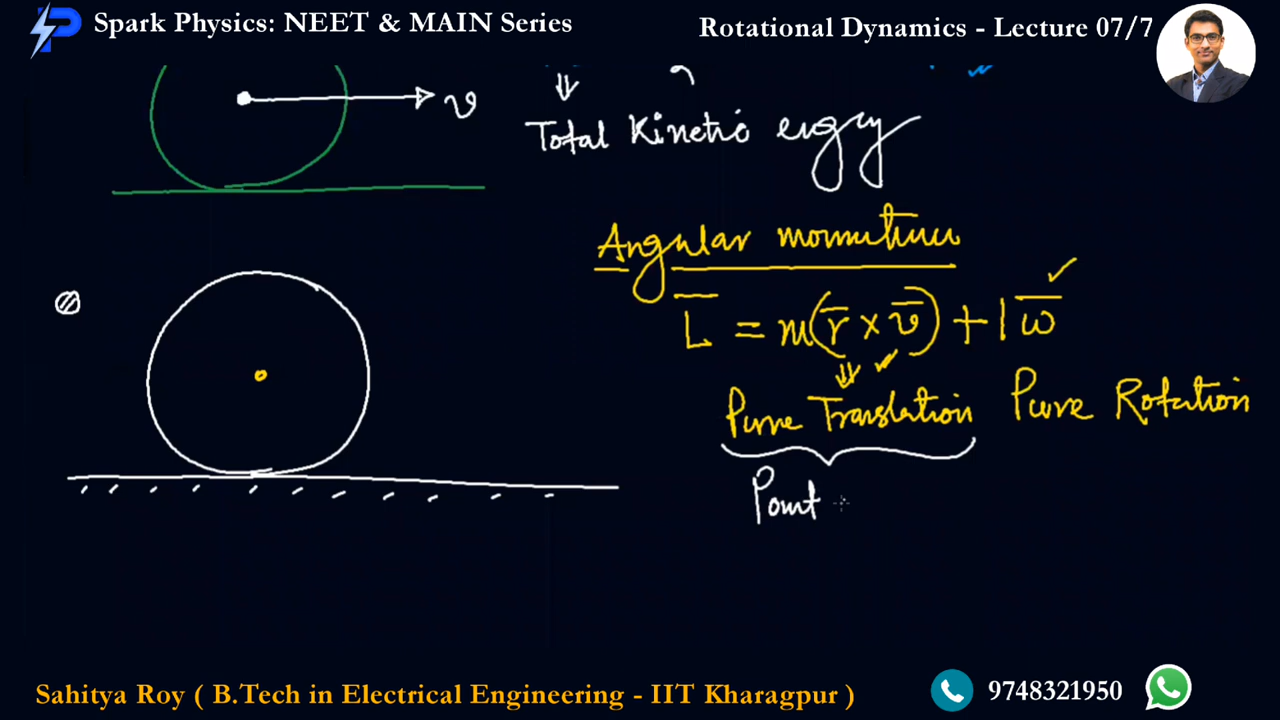 Spark Physics: NEET & MAIN Series
Rotational Dynamics - Lecture 07/7
v
Total Kinetic engry
Angular momentum
L̅ = m(r̅ × v̅) + I ω̅
⇓
Pure Translation Pure Rotation
Point
Sahitya Roy ( B.Tech in Electrical Engineering - IIT Kharagpur )
9748321950